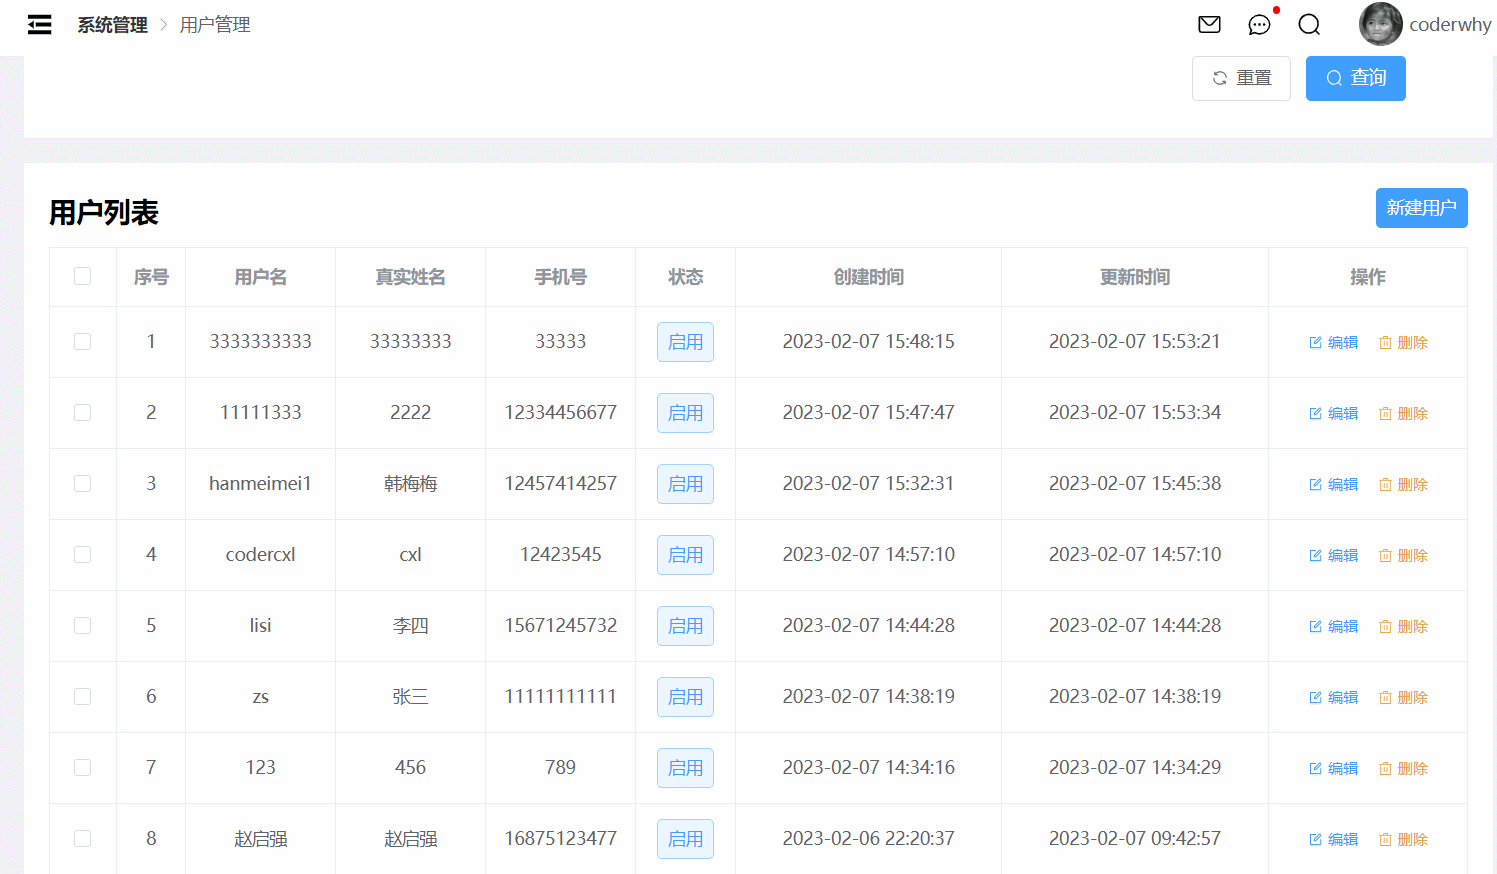 系统管理 > 用户管理 coderwhy
重置 查询
用户列表 新建用户
序号 用户名 真实姓名 手机号 状态 创建时间 更新时间 操作
1 3333333333 33333333 33333 启用 2023-02-07 15:48:15 2023-02-07 15:53:21 编辑 删除
2 11111333 2222 12334456677 启用 2023-02-07 15:47:47 2023-02-07 15:53:34 编辑 删除
3 hanmeimei1 韩梅梅 12457414257 启用 2023-02-07 15:32:31 2023-02-07 15:45:38 编辑 删除
4 codercxl cxl 12423545 启用 2023-02-07 14:57:10 2023-02-07 14:57:10 编辑 删除
5 lisi 李四 15671245732 启用 2023-02-07 14:44:28 2023-02-07 14:44:28 编辑 删除
6 zs 张三 11111111111 启用 2023-02-07 14:38:19 2023-02-07 14:38:19 编辑 删除
7 123 456 789 启用 2023-02-07 14:34:16 2023-02-07 14:34:29 编辑 删除
8 赵启强 赵启强 16875123477 启用 2023-02-06 22:20:37 2023-02-07 09:42:57 编辑 删除